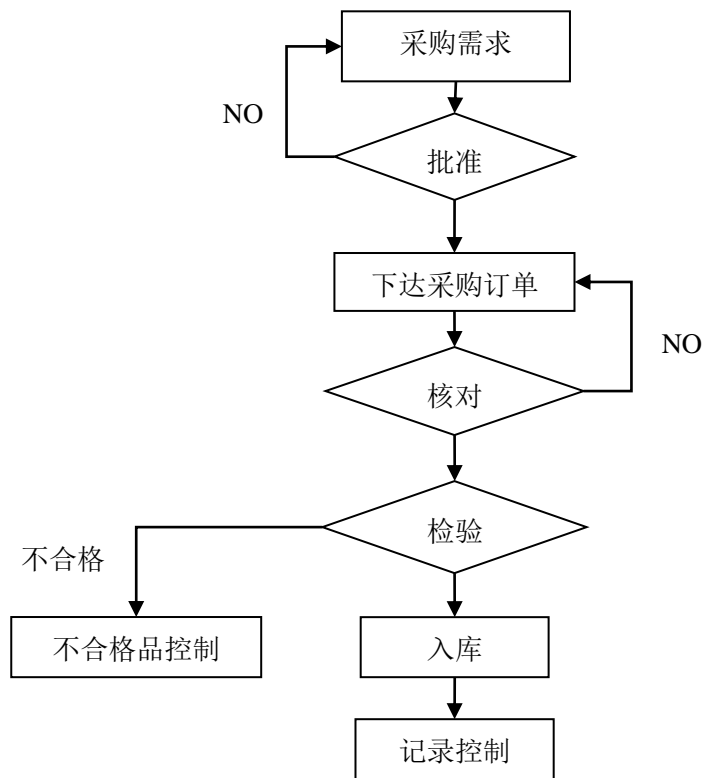 采购需求
NO
批准
下达采购订单
NO
核对
检验
不合格
不合格品控制
入库
记录控制